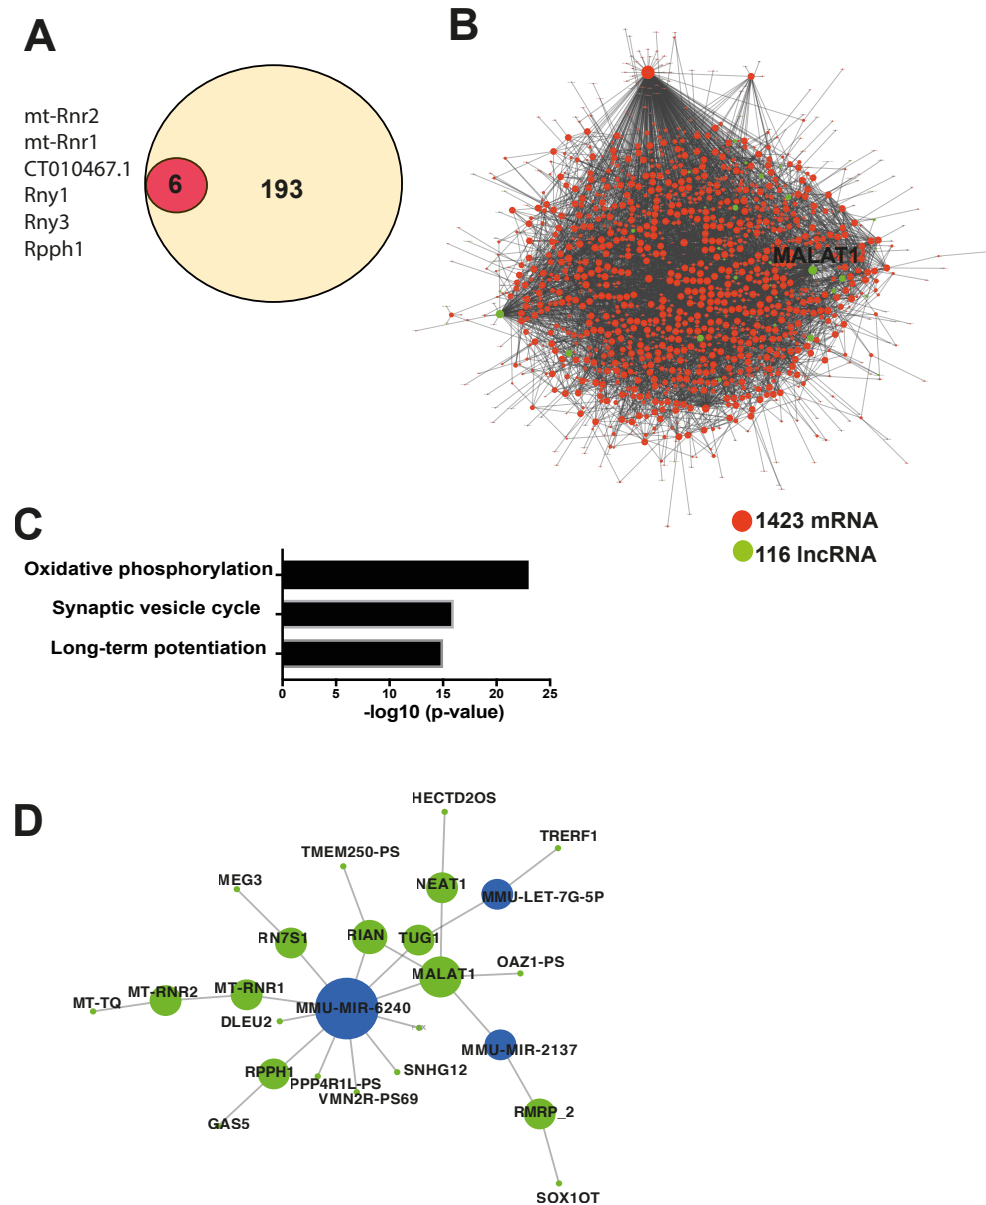 A
B
mt-Rnr2
mt-Rnr1
CT010467.1
Rny1
Rny3
Rpph1
6
193
MALAT1
1423 mRNA
116 lncRNA
C
Oxidative phosphorylation
Synaptic vesicle cycle
Long-term potentiation
0 5 10 15 20 25
-log10 (p-value)
D
HECTD2OS
TRERF1
TMEM250-PS
MEG3
NEAT1
MMU-LET-7G-5P
RN7S1
RIAN
TUG1
OAZ1-PS
MALAT1
MT-TQ
MT-RNR2
MT-RNR1
MMU-MIR-6240
DLEU2
MMU-MIR-2137
RPPH1
PPP4R1L-PS
SNHG12
VMN2R-PS69
GAS5
RMRP_2
SOX1OT